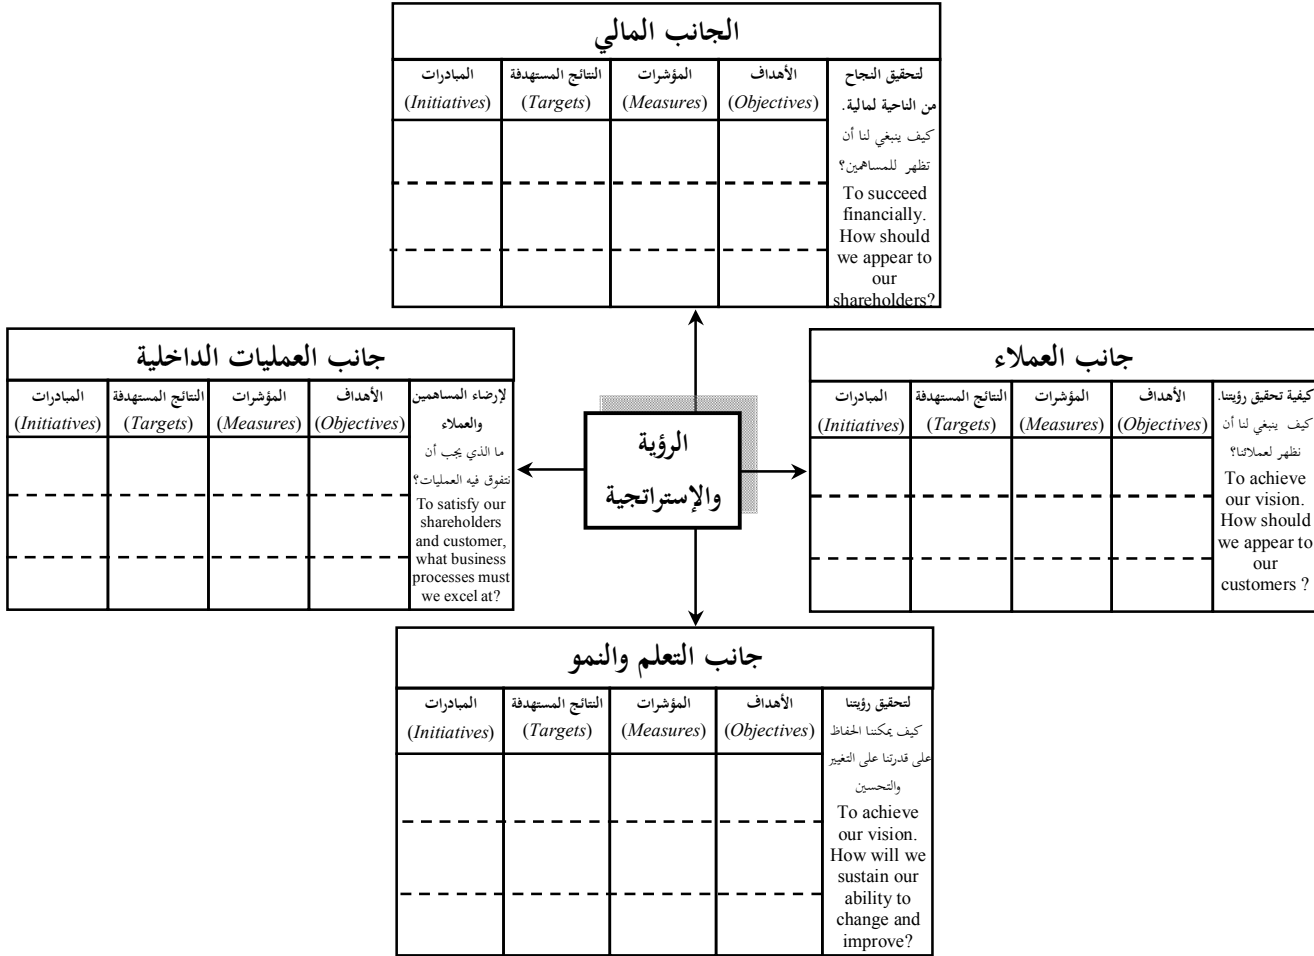 الجانب المالي
لتحقيق النجاح
من الناحية لمالية.
كيف ينبغي لنا أن
تظهر للمساهمين؟
To succeed
financially.
How should
we appear to
our
shareholders?
الأهداف
(Objectives)
المؤشرات
(Measures)
النتائج المستهدفة
(Targets)
المبادرات
(Initiatives)
جانب العملاء
كيفية تحقيق رؤيتنا.
كيف ينبغي لنا أن
نظهر لعملائنا؟
To achieve
our vision.
How should
we appear to
our
customers ?
الأهداف
(Objectives)
المؤشرات
(Measures)
النتائج المستهدفة
(Targets)
المبادرات
(Initiatives)
الرؤية
والإستراتجية
جانب العمليات الداخلية
لإرضاء المساهمين
والعملاء
ما الذي يجب أن
نتفوق فيه العمليات؟
To satisfy our
shareholders
and customer,
what business
processes must
we excel at?
الأهداف
(Objectives)
المؤشرات
(Measures)
النتائج المستهدفة
(Targets)
المبادرات
(Initiatives)
جانب التعلم والنمو
لتحقيق رؤيتنا
كيف يمكننا الحفاظ
على قدرتنا على التغيير
والتحسين
To achieve
our vision.
How will we
sustain our
ability to
change and
improve?
الأهداف
(Objectives)
المؤشرات
(Measures)
النتائج المستهدفة
(Targets)
المبادرات
(Initiatives)